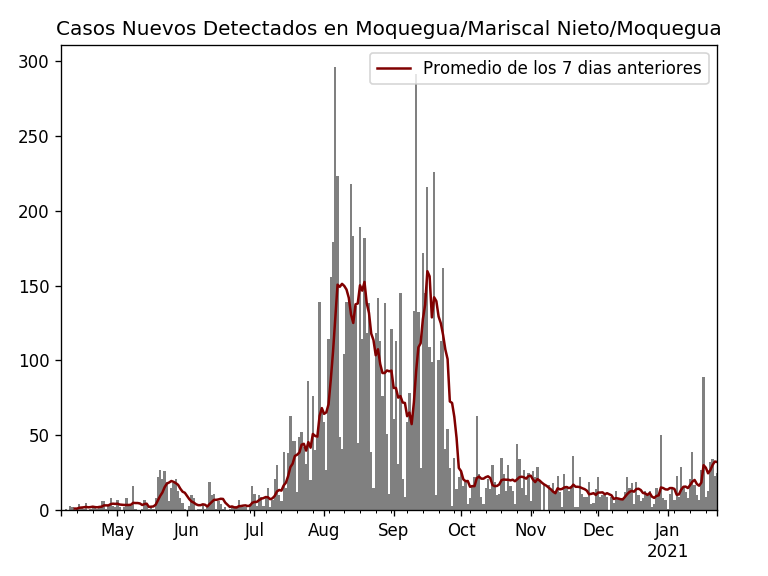 Casos Nuevos Detectados en Moquegua/Mariscal Nieto/Moquegua
Promedio de los 7 dias anteriores
300
250
200
150
100
50
0
May Jun Jul Aug Sep Oct Nov Dec Jan
2021